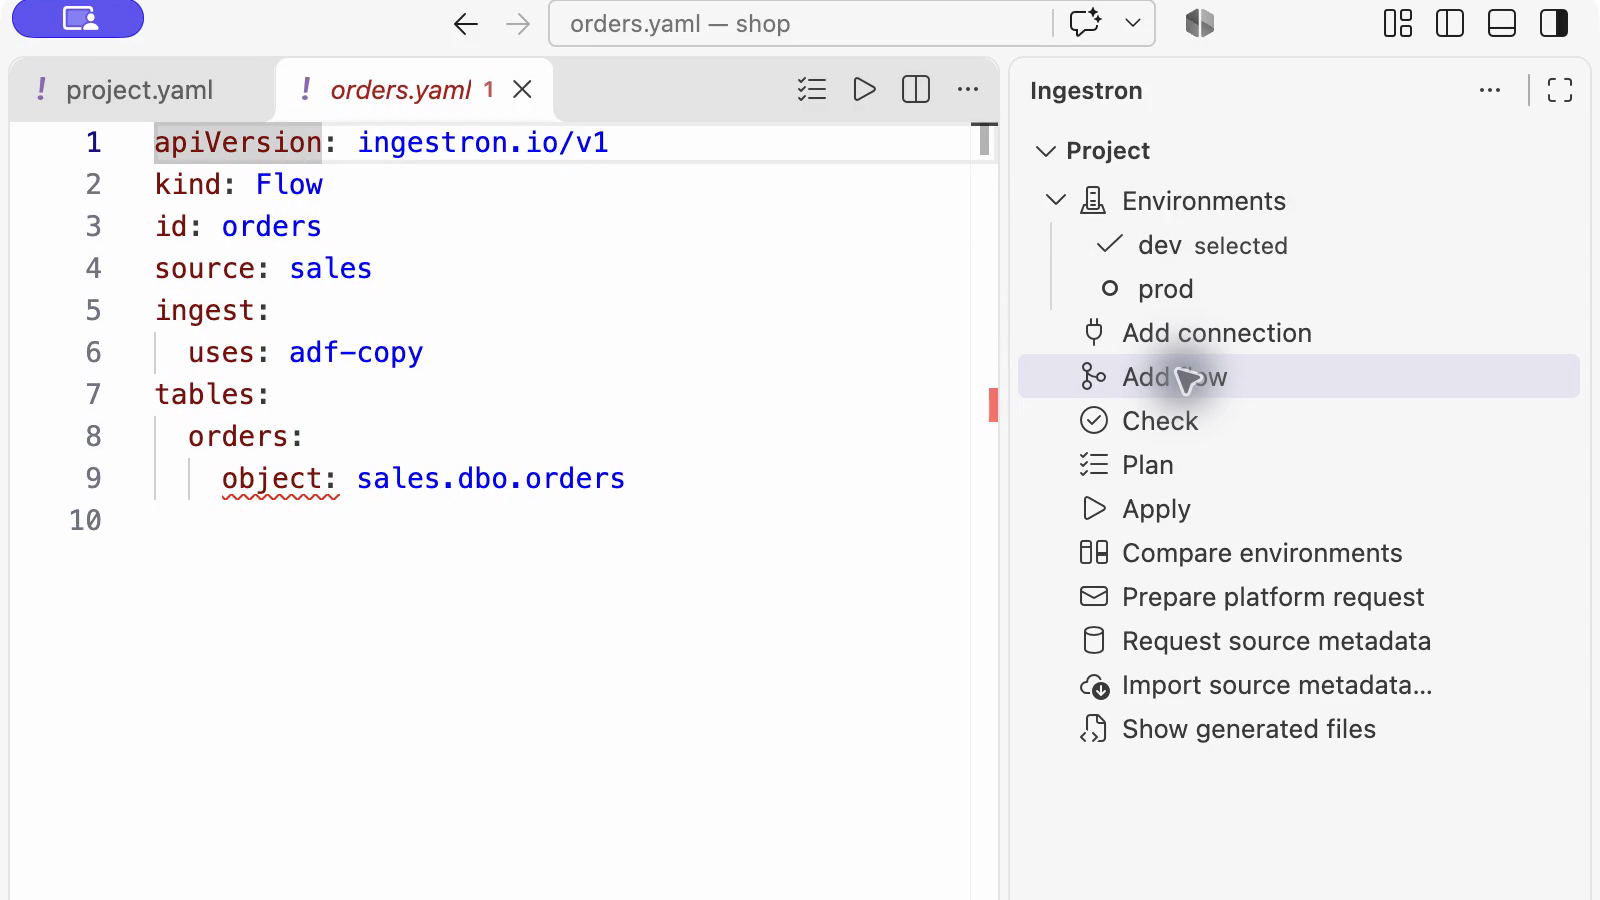 orders.yaml — shop
project.yaml
orders.yaml 1
Ingestron
1 apiVersion: ingestron.io/v1
2 kind: Flow
3 id: orders
4 source: sales
5 ingest:
6 uses: adf-copy
7 tables:
8 orders:
9 object: sales.dbo.orders
10
Project
Environments
dev selected
prod
Add connection
Add flow
Check
Plan
Apply
Compare environments
Prepare platform request
Request source metadata
Import source metadata...
Show generated files